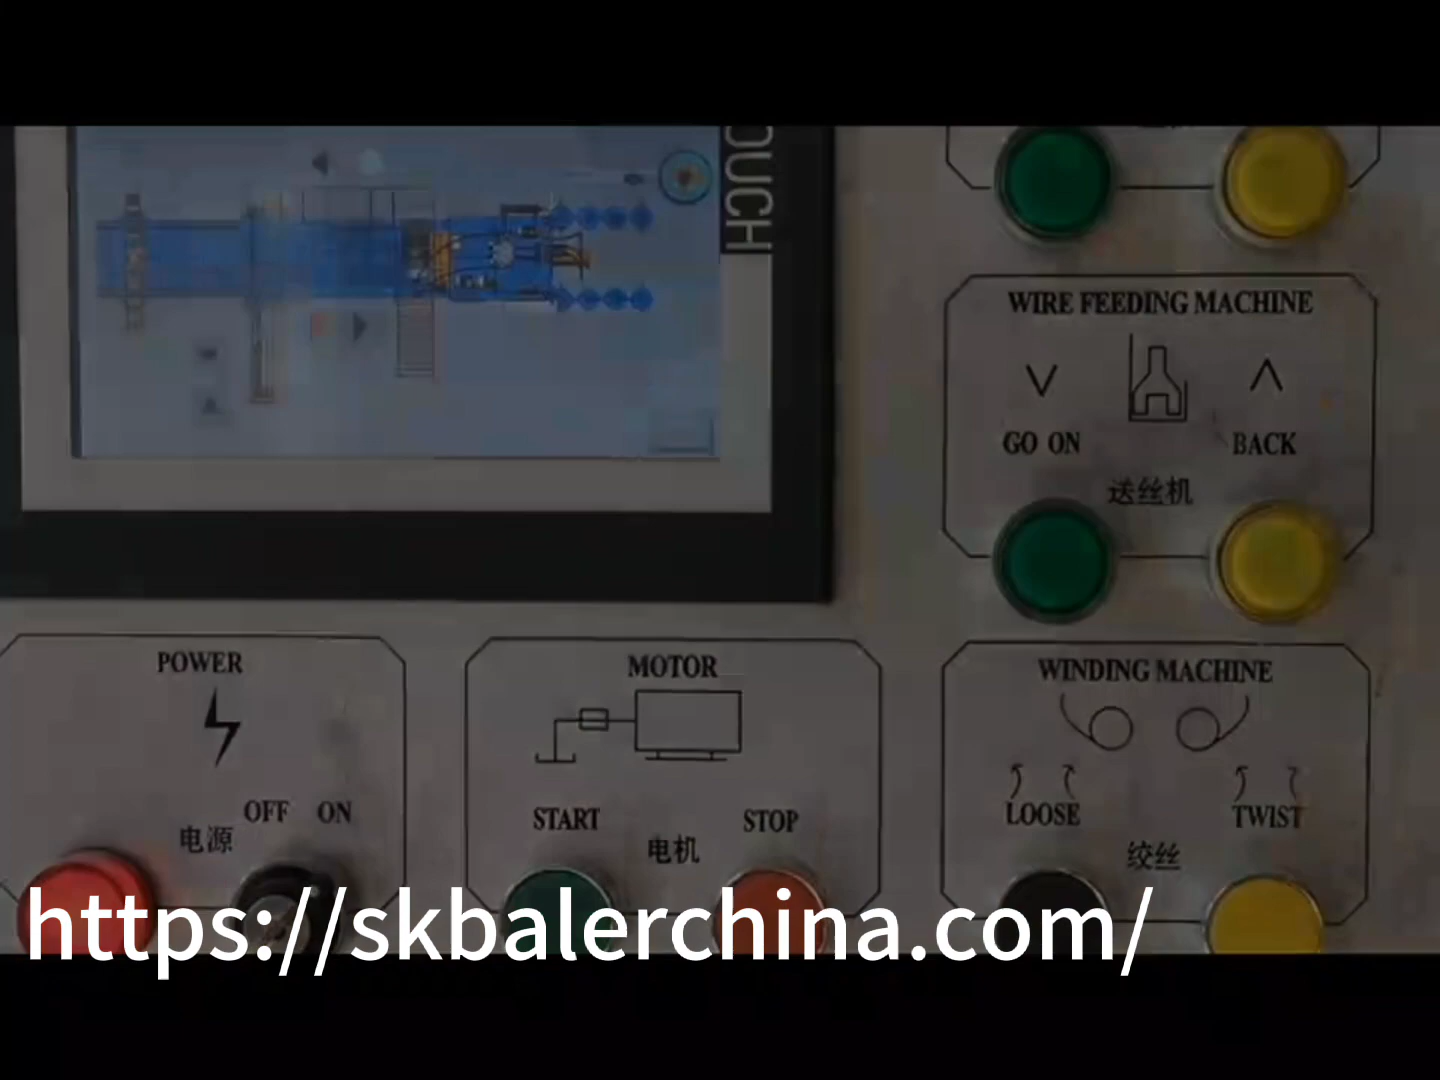 OUCH
WIRE FEEDING MACHINE
GO ON
BACK
送丝机
POWER
OFF ON
电源
MOTOR
START
STOP
电机
WINDING MACHINE
LOOSE
TWIST
绞丝
https://skbalerchina.com/